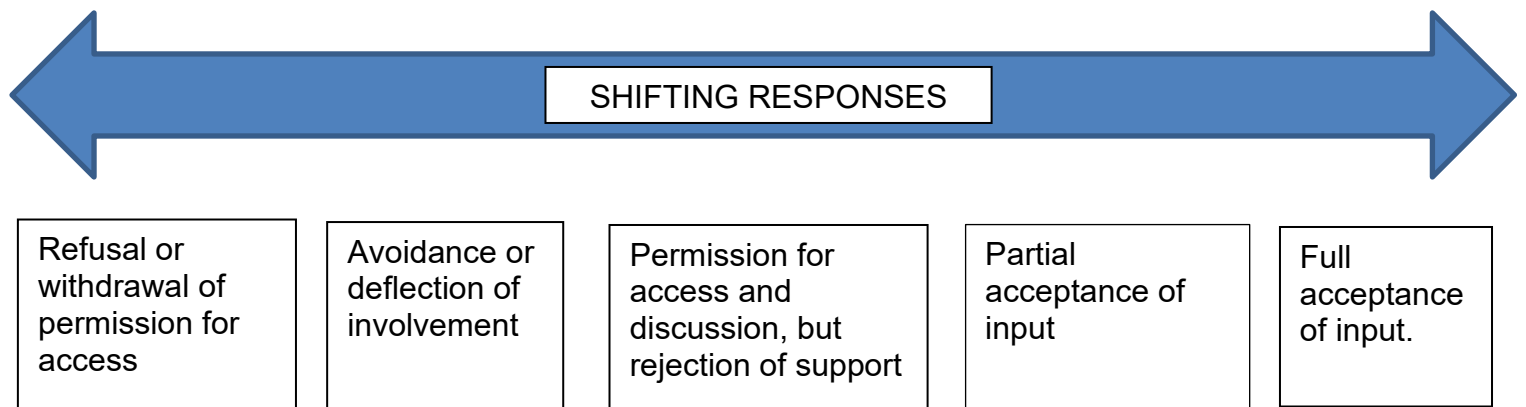 SHIFTING RESPONSES
Refusal or
withdrawal of
permission for
access
Avoidance or
deflection of
involvement
Permission for
access and
discussion, but
rejection of support
Partial
acceptance of
input
Full
acceptance
of input.